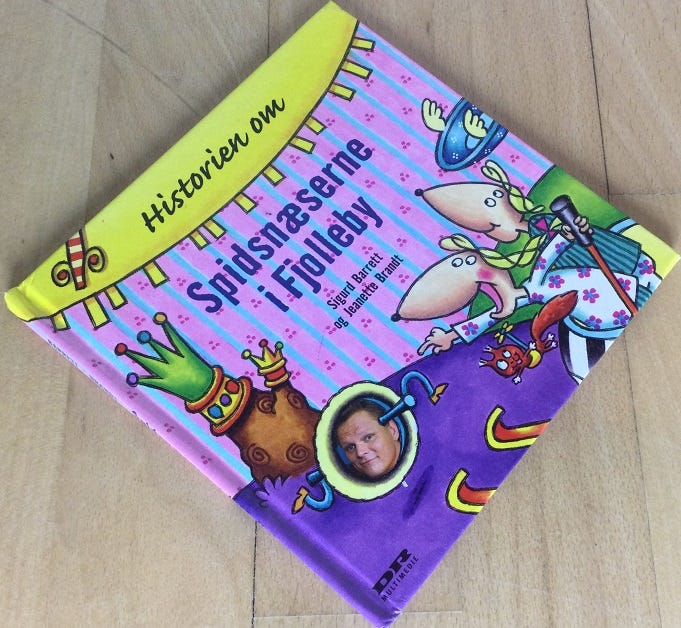 Historien om
Spidsnæserne
i Fjolleby
Sigurd Barrett
og Jeanette Brandt
DR
MULTIMEDIE